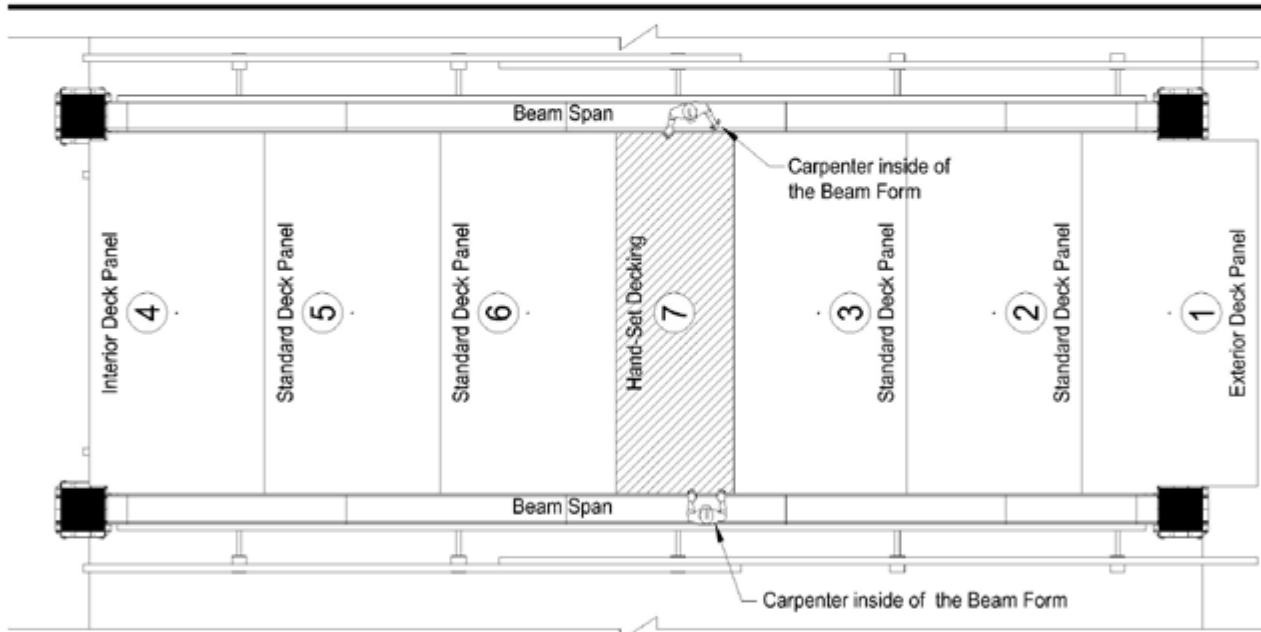 Beam Span
Carpenter inside of
the Beam Form
Interior Deck Panel
4
Standard Deck Panel
5
Standard Deck Panel
6
Hand-Set Decking
7
3
Standard Deck Panel
2
Standard Deck Panel
1
Exterior Deck Panel
Beam Span
Carpenter inside of the Beam Form